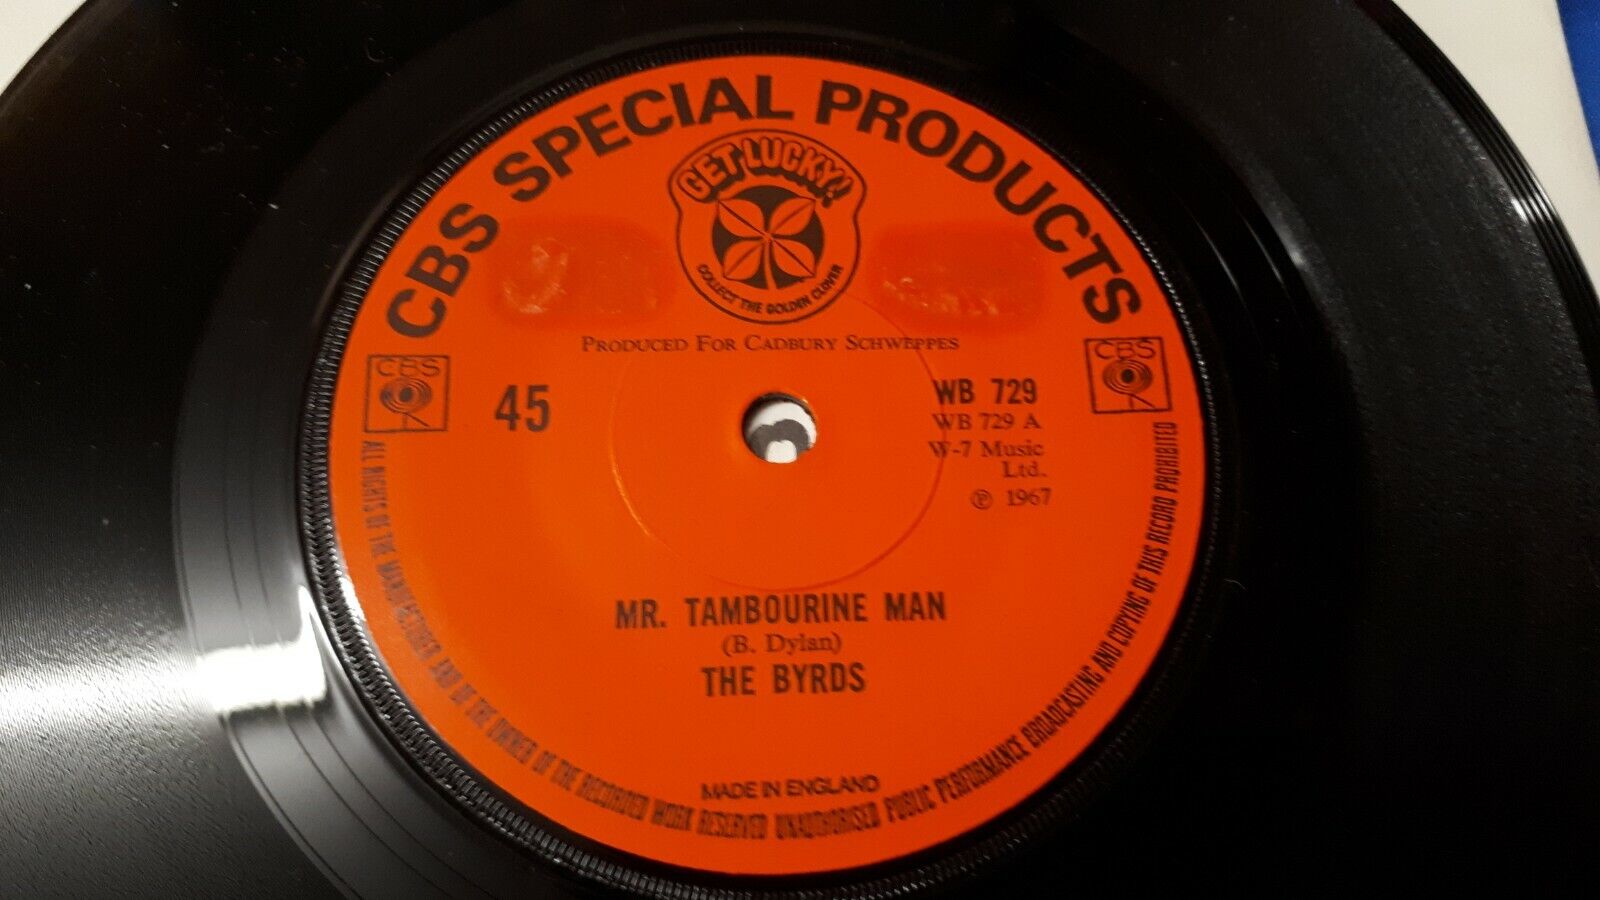 CBS SPECIAL PRODUCTS
GET LUCKY!
COLLECT THE GOLDEN CLOVER
PRODUCED FOR CADBURY SCHWEPPES
CBS
CBS
45
WB 729
WB 729 A
W-7 Music
Ltd.
℗ 1967
MR. TAMBOURINE MAN
(B. Dylan)
THE BYRDS
MADE IN ENGLAND
ALL RIGHTS OF THE MANUFACTURER AND OF THE OWNER OF THE RECORDED WORK RESERVED UNAUTHORISED PUBLIC PERFORMANCE BROADCASTING AND COPYING OF THIS RECORD PROHIBITED